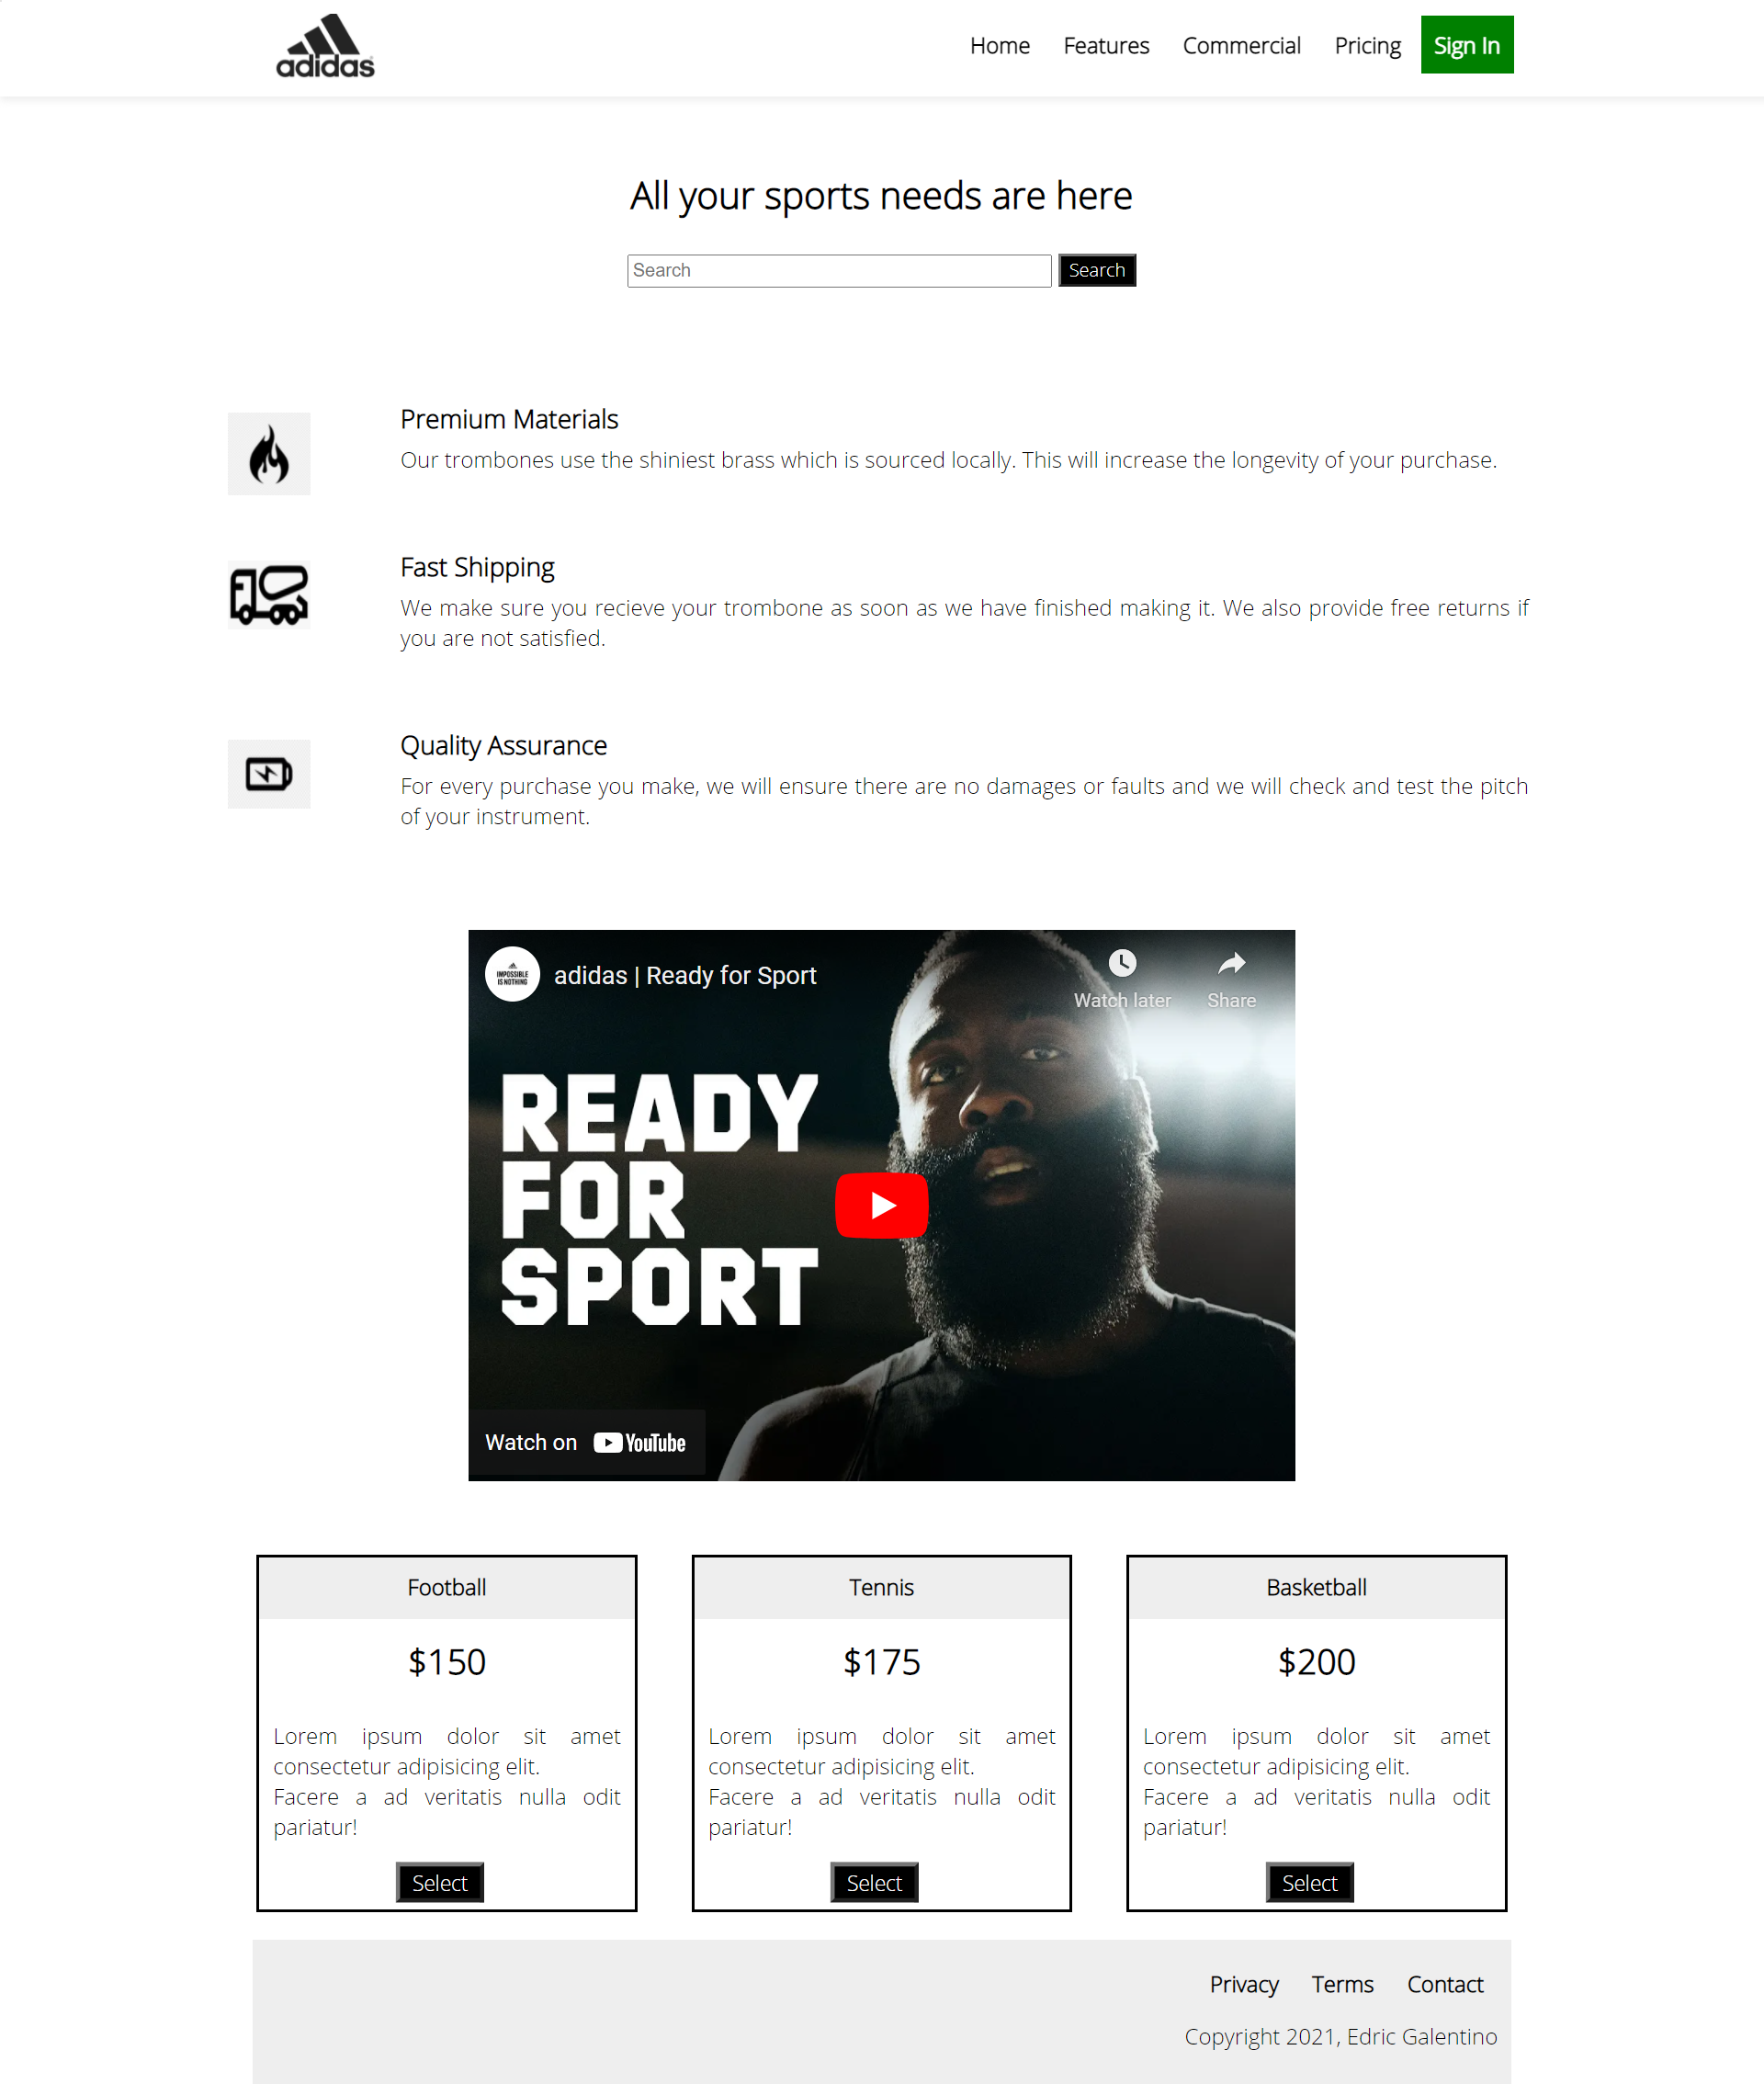 adidas
Home Features Commercial Pricing Sign In
All your sports needs are here
Search Search
Premium Materials
Our trombones use the shiniest brass which is sourced locally. This will increase the longevity of your purchase.
Fast Shipping
We make sure you recieve your trombone as soon as we have finished making it. We also provide free returns if
you are not satisfied.
Quality Assurance
For every purchase you make, we will ensure there are no damages or faults and we will check and test the pitch
of your instrument.
IMPOSSIBLE
IS NOTHING
adidas | Ready for Sport
Watch later Share
READY
FOR
SPORT
Watch on YouTube
Football
$150
Lorem ipsum dolor sit amet
consectetur adipisicing elit.
Facere a ad veritatis nulla odit
pariatur!
Select
Tennis
$175
Lorem ipsum dolor sit amet
consectetur adipisicing elit.
Facere a ad veritatis nulla odit
pariatur!
Select
Basketball
$200
Lorem ipsum dolor sit amet
consectetur adipisicing elit.
Facere a ad veritatis nulla odit
pariatur!
Select
Privacy Terms Contact
Copyright 2021, Edric Galentino